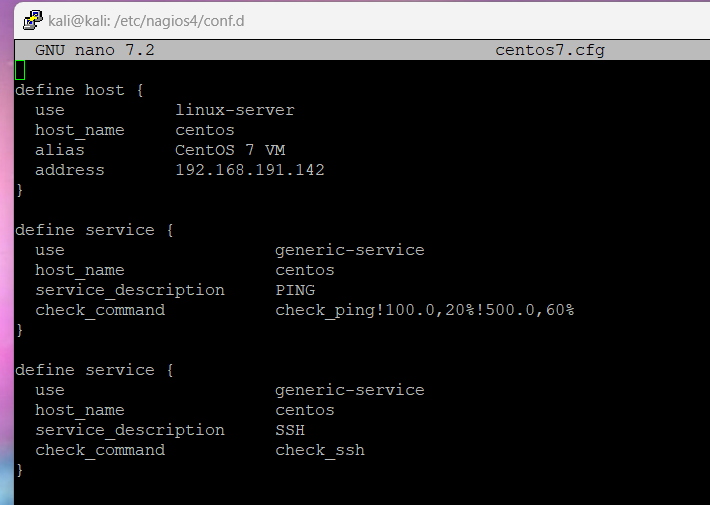 kali@kali: /etc/nagios4/conf.d
GNU nano 7.2 centos7.cfg
define host {
use linux-server
host_name centos
alias CentOS 7 VM
address 192.168.191.142
}
define service {
use generic-service
host_name centos
service_description PING
check_command check_ping!100.0,20%!500.0,60%
}
define service {
use generic-service
host_name centos
service_description SSH
check_command check_ssh
}